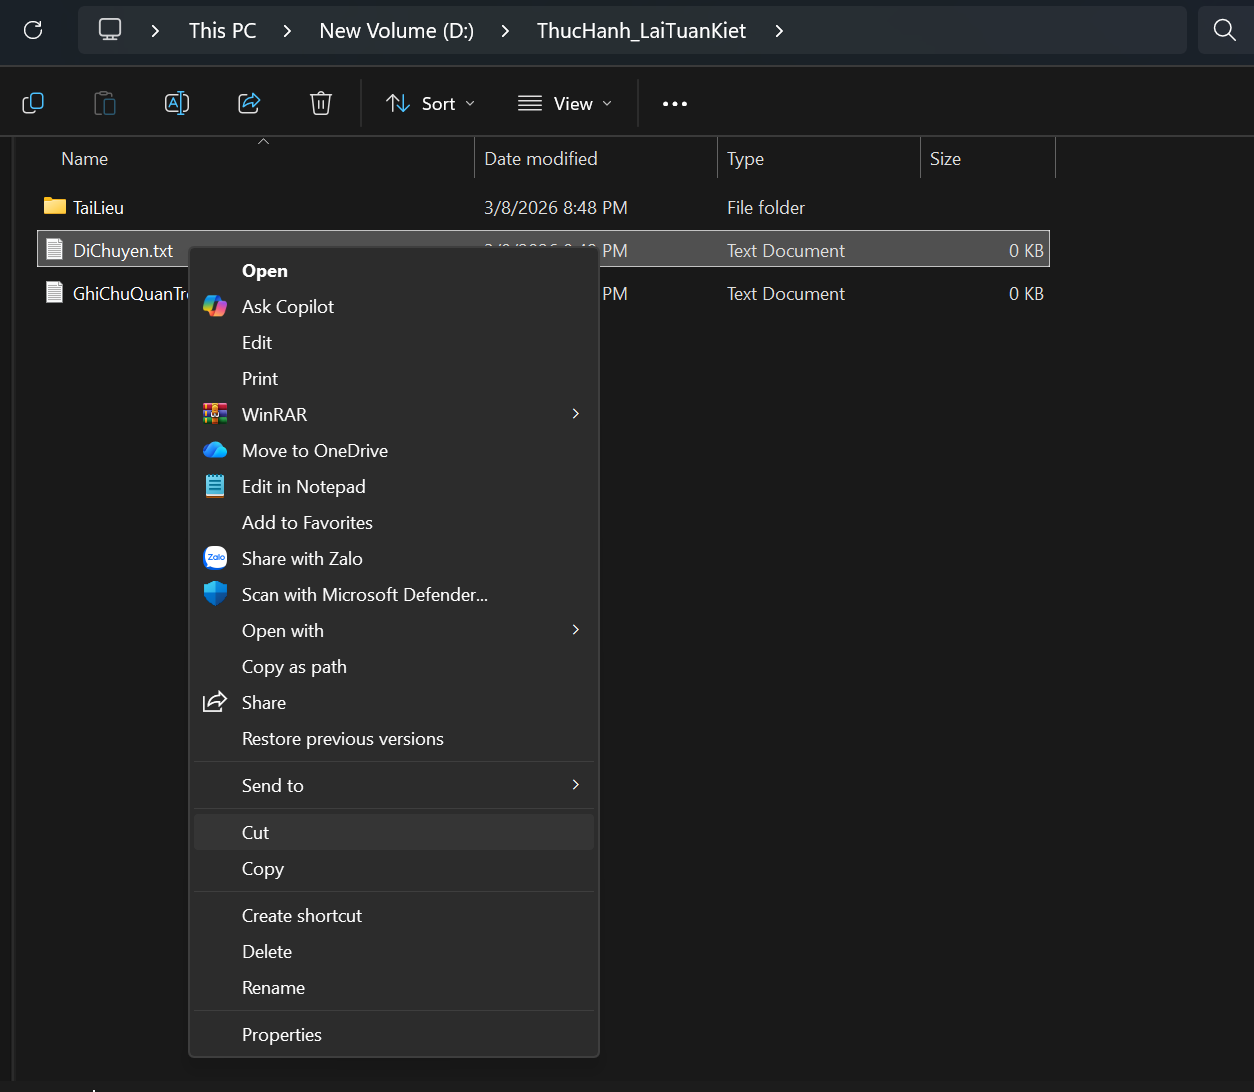 This PC > New Volume (D:) > ThucHanh_LaiTuanKiet >
Sort View
Name Date modified Type Size
TaiLieu 3/8/2026 8:48 PM File folder
DiChuyen.txt PM Text Document 0 KB
PM Text Document 0 KB
Open
Ask Copilot
Edit
Print
WinRAR
Move to OneDrive
Edit in Notepad
Add to Favorites
Zalo Share with Zalo
Scan with Microsoft Defender...
Open with
Copy as path
Share
Restore previous versions
Send to
Cut
Copy
Create shortcut
Delete
Rename
Properties